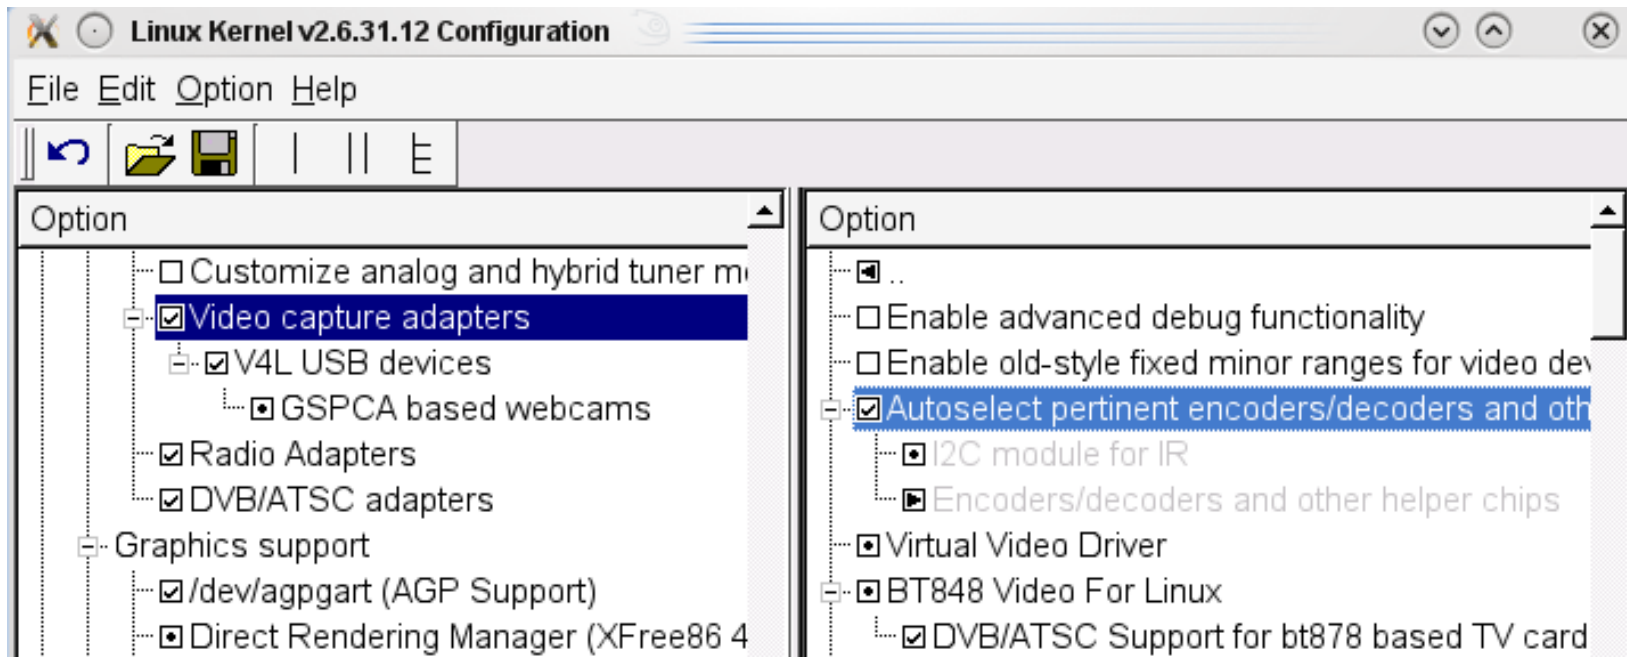 Linux Kernel v2.6.31.12 Configuration
File Edit Option Help
Option
Customize analog and hybrid tuner
Video capture adapters
V4L USB devices
GSPCA based webcams
Radio Adapters
DVB/ATSC adapters
Graphics support
/dev/agpgart (AGP Support)
Direct Rendering Manager (XFree86 4
Option
..
Enable advanced debug functionality
Enable old-style fixed minor ranges for video
Autoselect pertinent encoders/decoders and oth
I2C module for IR
Encoders/decoders and other helper chips
Virtual Video Driver
BT848 Video For Linux
DVB/ATSC Support for bt878 based TV card